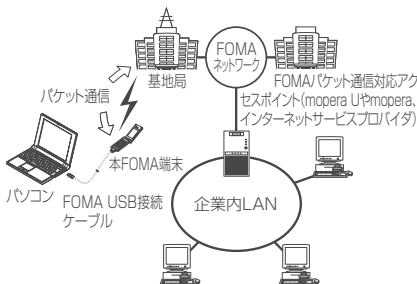 FOMA
ネットワーク
基地局
FOMAパケット通信対応アク
セスポイント(mopera Uやmopera、
インターネットサービスプロバイダ)
パケット通信
本FOMA端末
パソコン
FOMA USB接続
ケーブル
企業内LAN